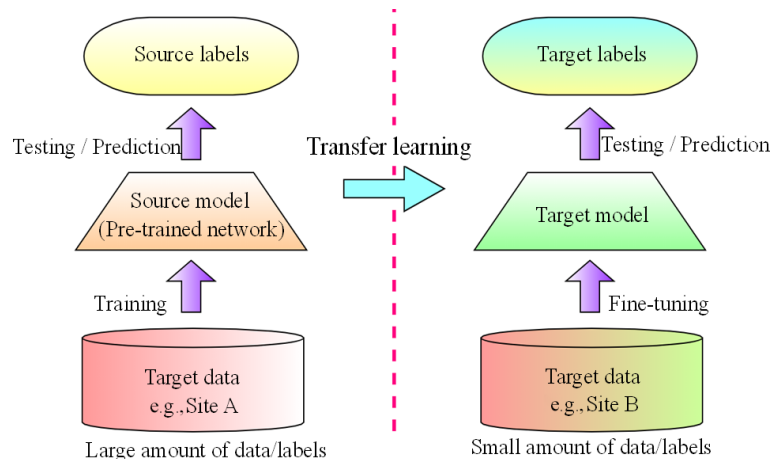 Source labels
Testing / Prediction
Source model
(Pre-trained network)
Training
Target data
e.g., Site A
Large amount of data/labels
Transfer learning
Target labels
Testing / Prediction
Target model
Fine-tuning
Target data
e.g., Site B
Small amount of data/labels